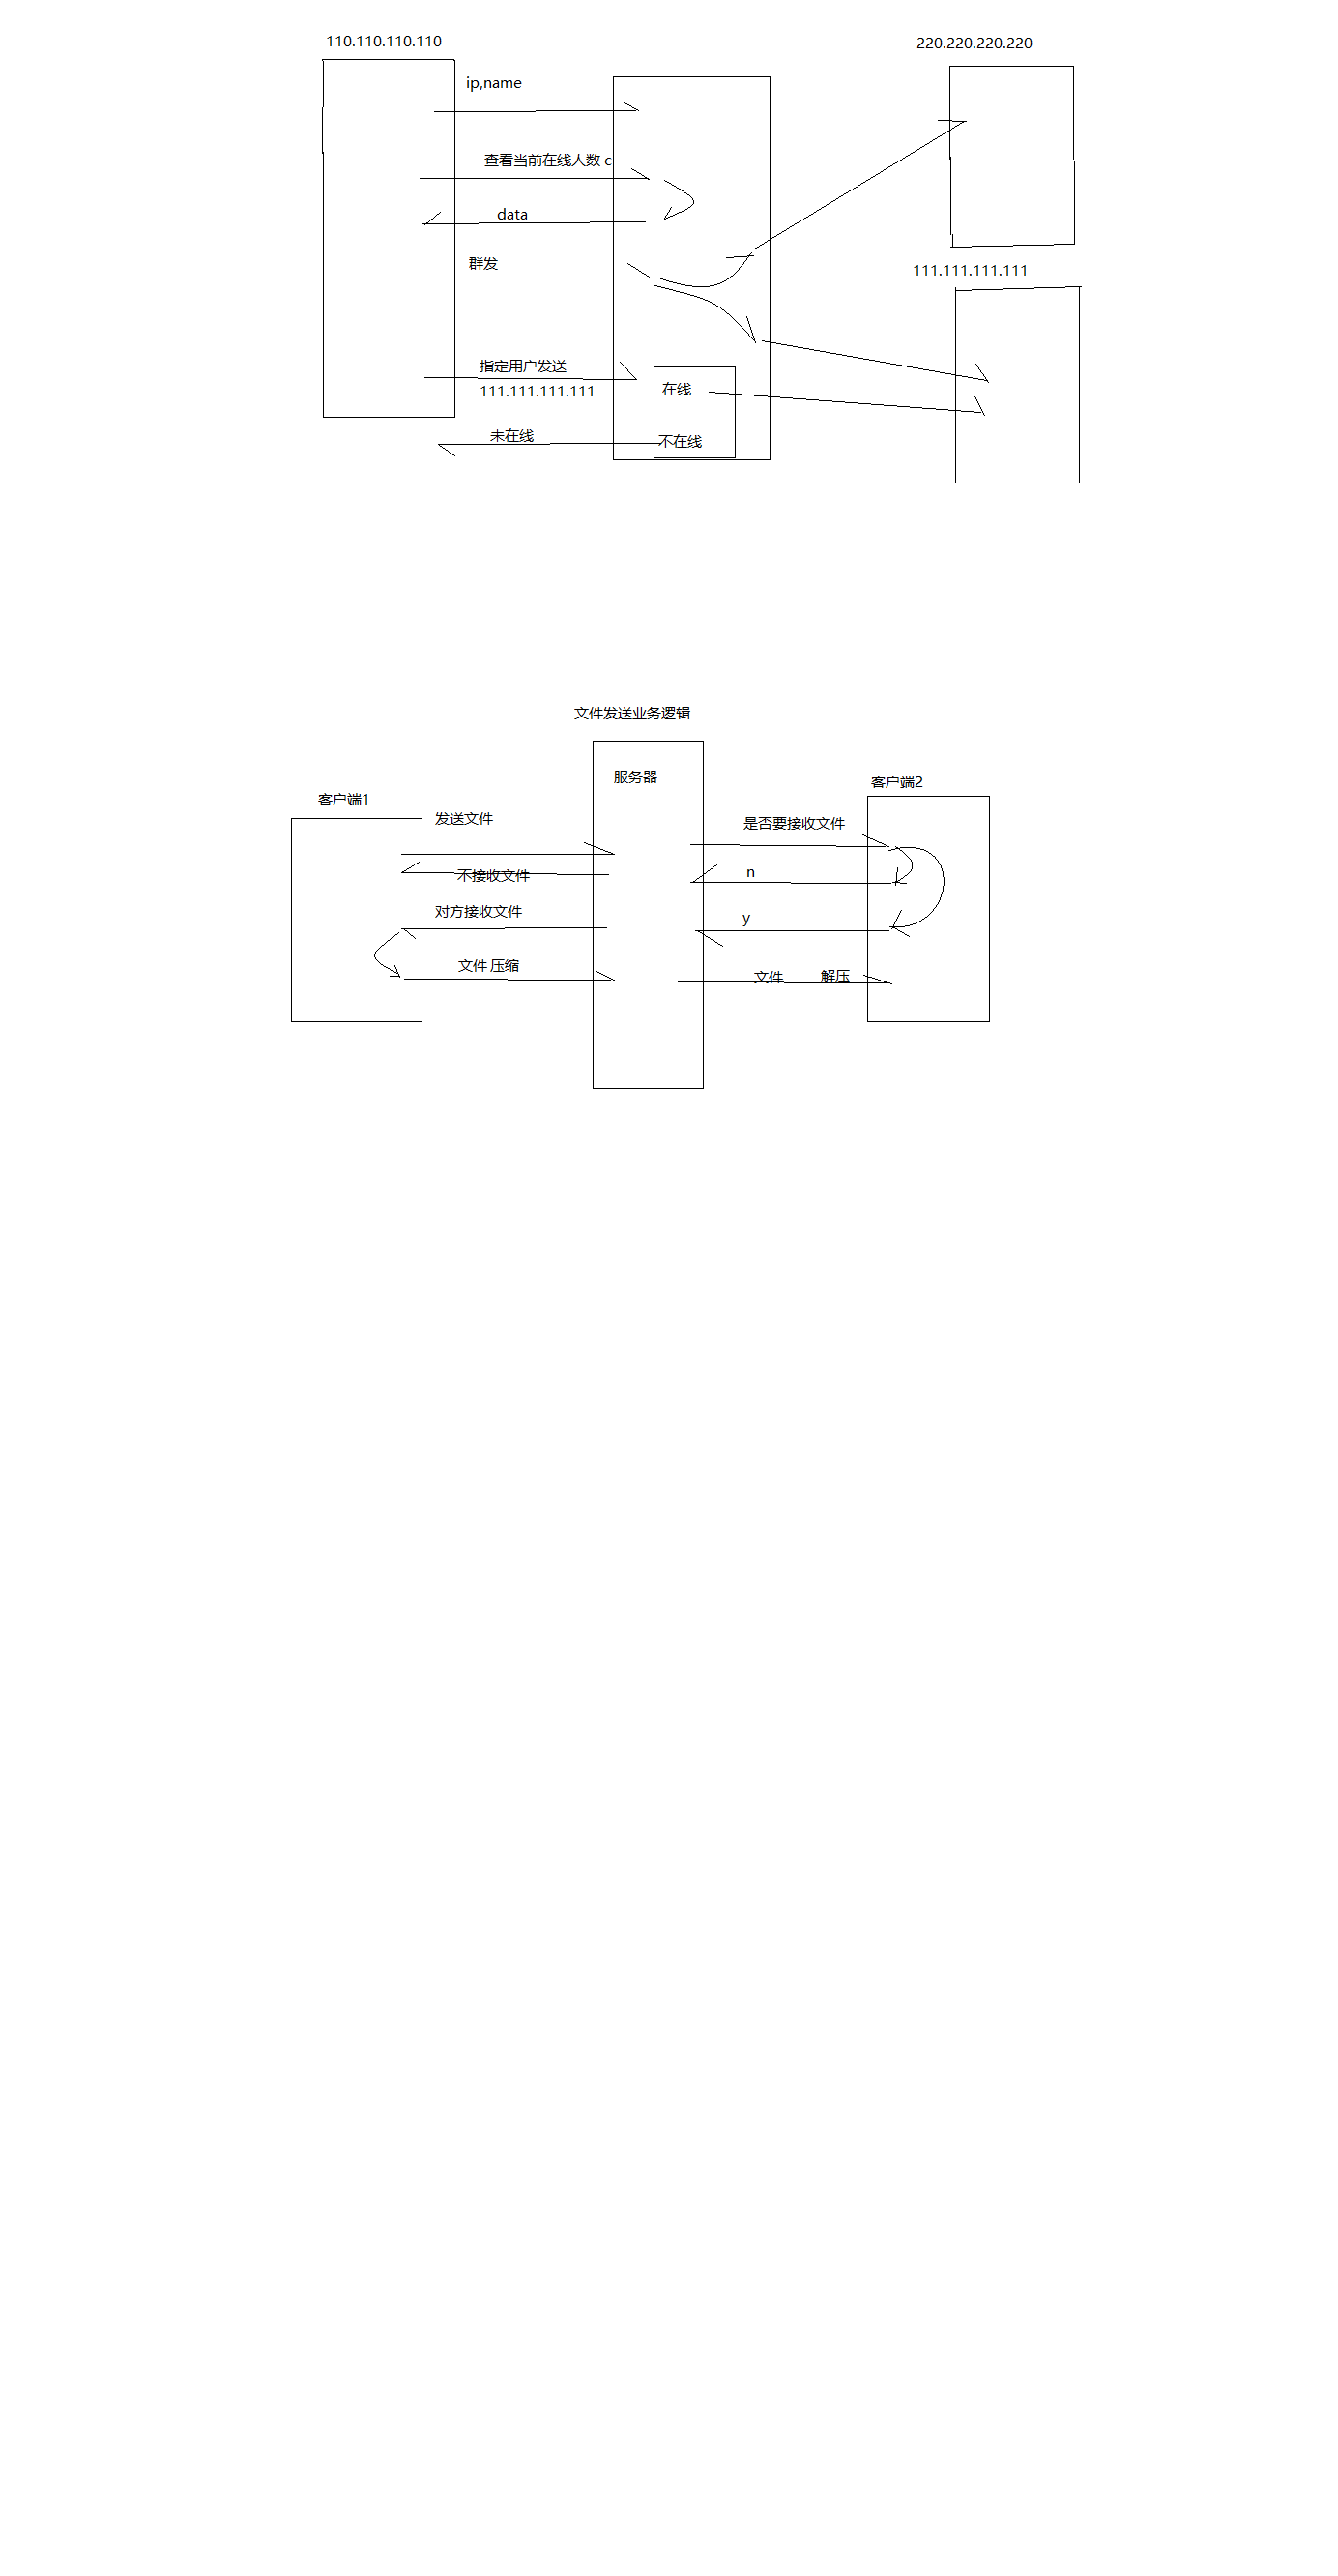 110.110.110.110
220.220.220.220
ip,name
查看当前在线人数 c
data
群发
111.111.111.111
指定用户发送
111.111.111.111
在线
未在线
不在线
文件发送业务逻辑
服务器
客户端1
客户端2
发送文件
是否要接收文件
不接收文件
n
对方接收文件
y
文件 压缩
文件 解压